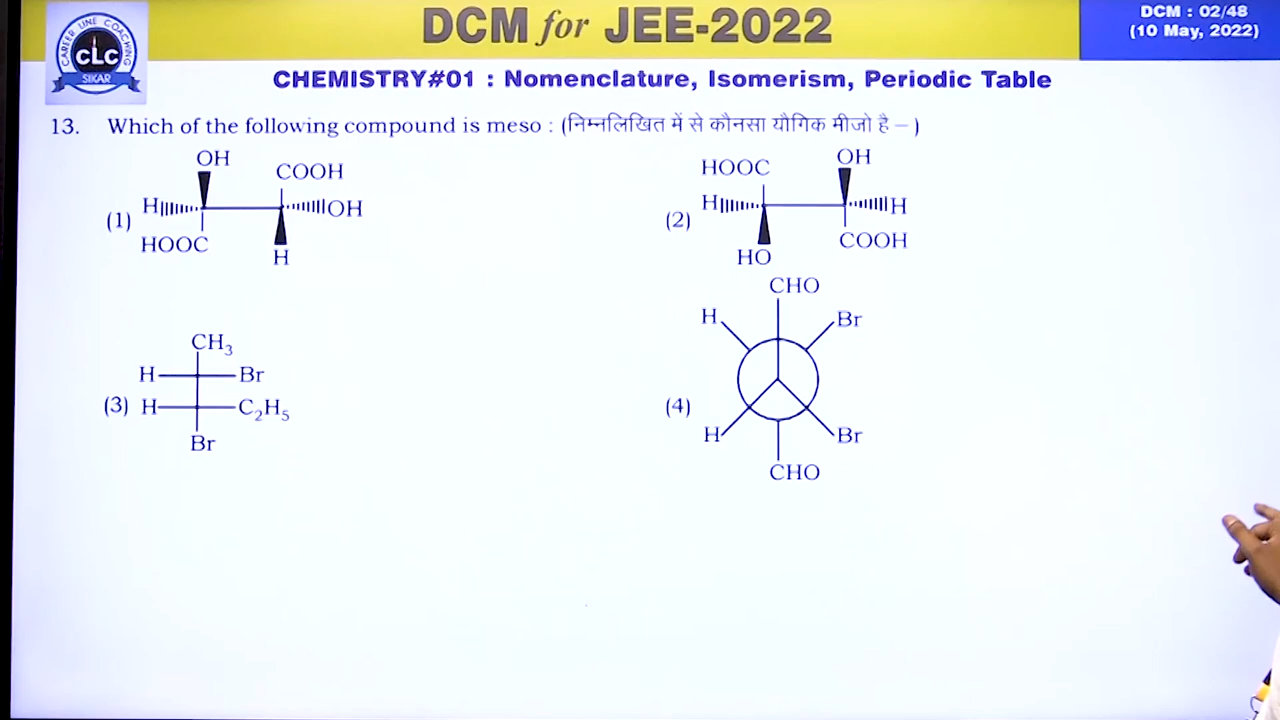 DCM for JEE-2022
DCM : 02/48
(10 May, 2022)
CAREER LINE COACHING
CLC
SIKAR
CHEMISTRY#01 : Nomenclature, Isomerism, Periodic Table
13. Which of the following compound is meso : (निम्नलिखित में से कौनसा यौगिक मीजो है – )
(1)
OH
COOH
H
OH
HOOC
H
(2)
HOOC
OH
H
H
COOH
HO
(3)
CH3
H
Br
H
C2H5
Br
(4)
CHO
H
Br
H
Br
CHO